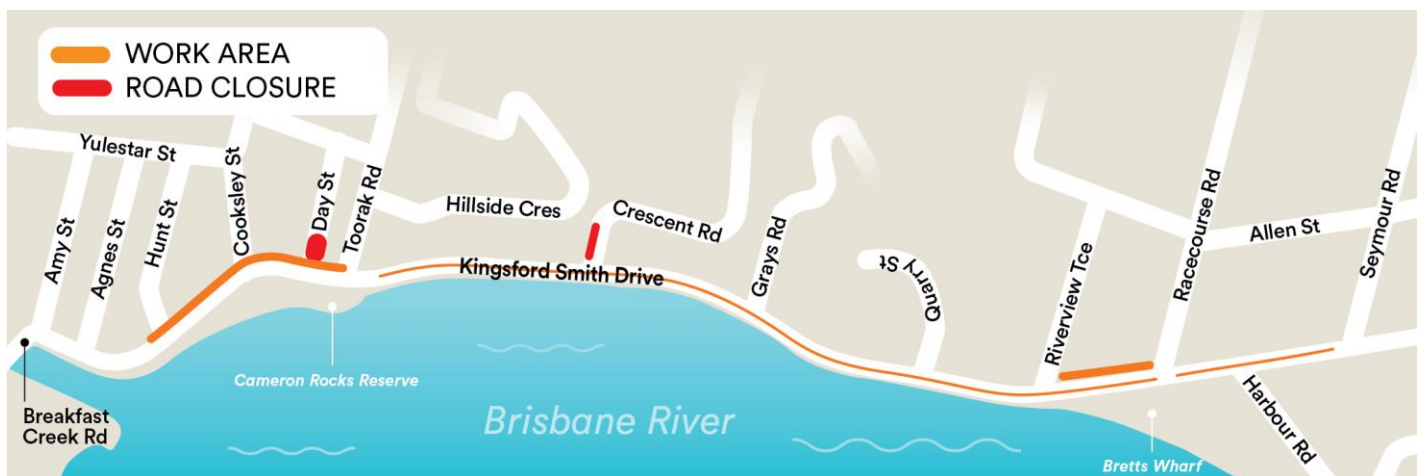 WORK AREA
ROAD CLOSURE
Yulestar St
Amy St
Agnes St
Hunt St
Cooksley St
Day St
Toorak Rd
Hillside Cres
Crescent Rd
Kingsford Smith Drive
Grays Rd
Quarry St
Riverview Tce
Racecourse Rd
Allen St
Seymour Rd
Harbour Rd
Cameron Rocks Reserve
Breakfast
Creek Rd
Brisbane River
Bretts Wharf